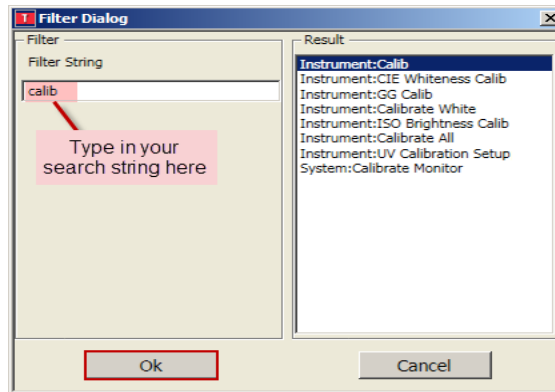 T Filter Dialog
Filter
Filter String
calib
Type in your
search string here
Result
Instrument:Calib
Instrument:CIE Whiteness Calib
Instrument:GG Calib
Instrument:Calibrate White
Instrument:ISO Brightness Calib
Instrument:Calibrate All
Instrument:UV Calibration Setup
System:Calibrate Monitor
Ok
Cancel